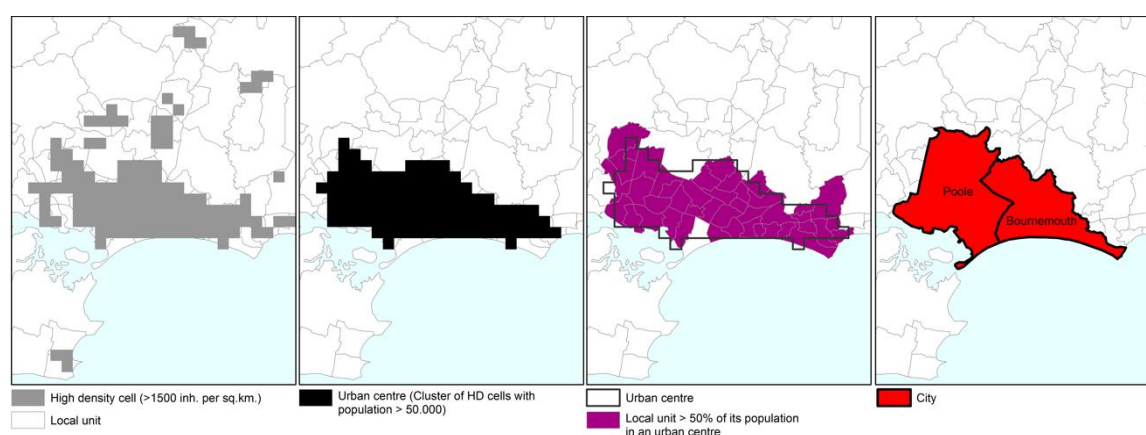 Poole
Bournemouth
High density cell (>1500 inh. per sq.km.)
Local unit
Urban centre (Cluster of HD cells with
population > 50.000)
Urban centre
Local unit > 50% of its population
in an urban centre
City